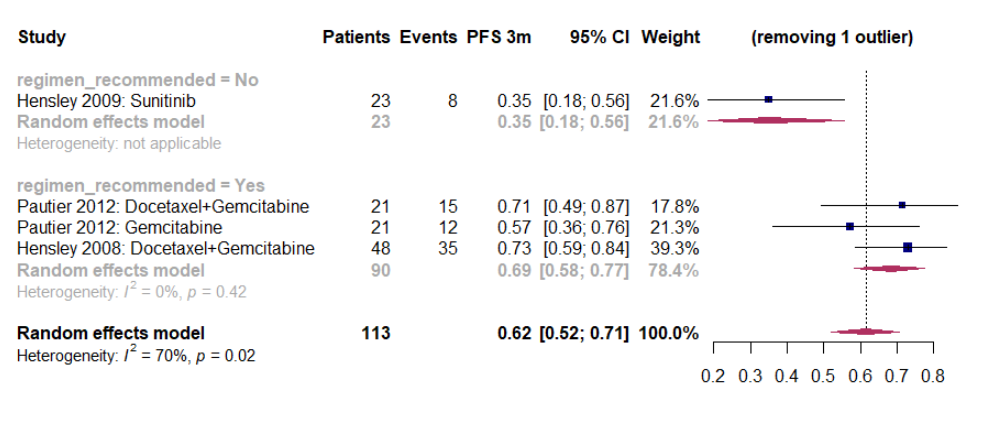 Study Patients Events PFS 3m 95% CI Weight (removing 1 outlier)
regimen_recommended = No
Hensley 2009: Sunitinib 23 8 0.35 [0.18; 0.56] 21.6%
Random effects model 23 0.35 [0.18; 0.56] 21.6%
Heterogeneity: not applicable
regimen_recommended = Yes
Pautier 2012: Docetaxel+Gemcitabine 21 15 0.71 [0.49; 0.87] 17.8%
Pautier 2012: Gemcitabine 21 12 0.57 [0.36; 0.76] 21.3%
Hensley 2008: Docetaxel+Gemcitabine 48 35 0.73 [0.59; 0.84] 39.3%
Random effects model 90 0.69 [0.58; 0.77] 78.4%
Heterogeneity: I² = 0%, p = 0.42
Random effects model 113 0.62 [0.52; 0.71] 100.0%
Heterogeneity: I² = 70%, p = 0.02
0.2 0.3 0.4 0.5 0.6 0.7 0.8